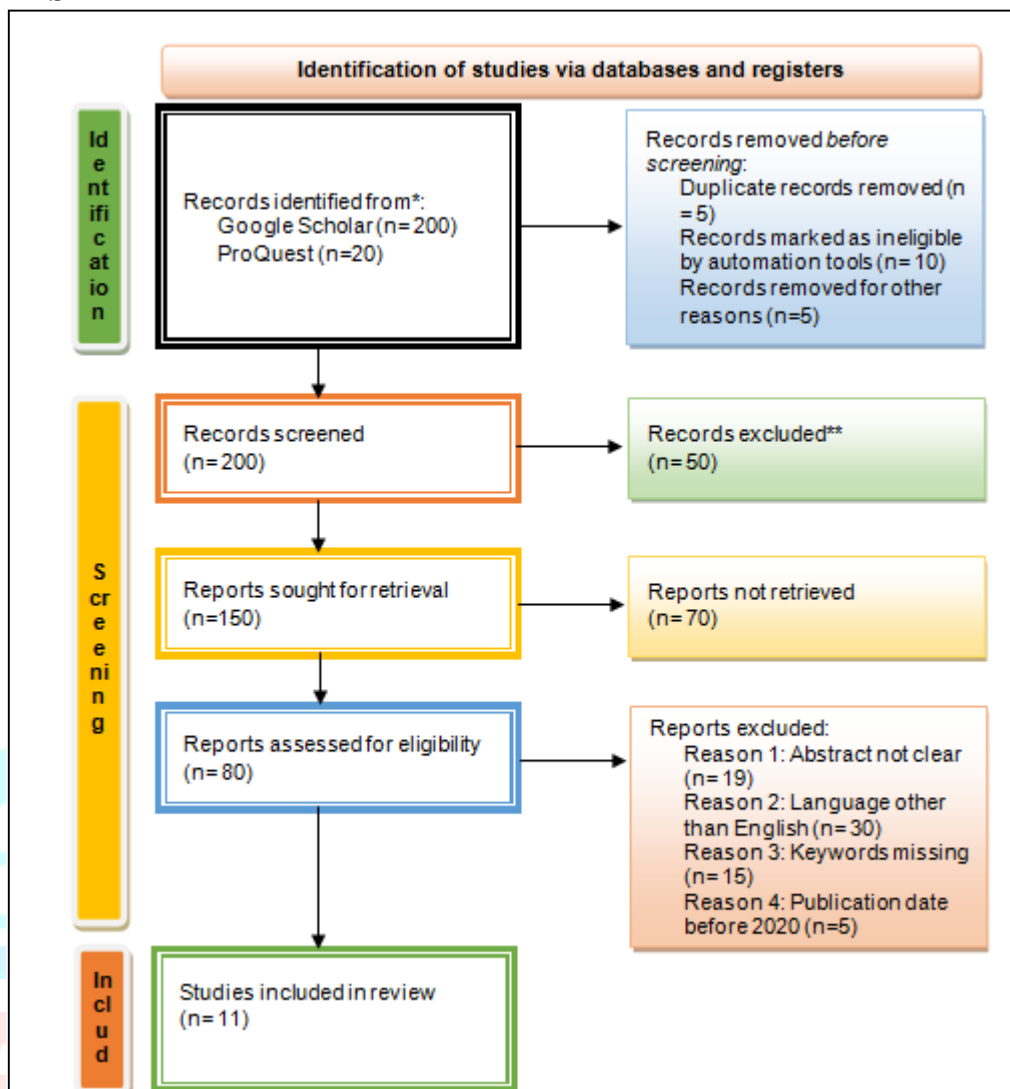 Identification of studies via databases and registers
Id
e
nt
ifi
c
at
io
n
Records identified from*:
Google Scholar (n= 200)
ProQuest (n=20)
Records removed before
screening:
Duplicate records removed (n
= 5)
Records marked as ineligible
by automation tools (n= 10)
Records removed for other
reasons (n=5)
S
cr
e
e
ni
n
g
Records screened
(n= 200)
Records excluded**
(n= 50)
Reports sought for retrieval
(n=150)
Reports not retrieved
(n= 70)
Reports assessed for eligibility
(n= 80)
Reports excluded:
Reason 1: Abstract not clear
(n= 19)
Reason 2: Language other
than English (n= 30)
Reason 3: Keywords missing
(n= 15)
Reason 4: Publication date
before 2020 (n=5)
In
cl
u
d
Studies included in review
(n= 11)